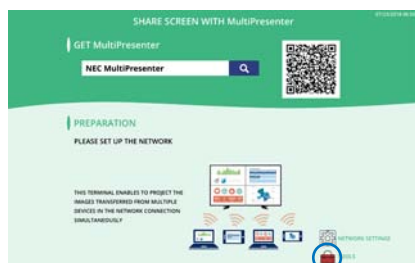 SHARE SCREEN WITH MultiPresenter
GET MultiPresenter
NEC MultiPresenter
PREPARATION
PLEASE SET UP THE NETWORK
THIS TERMINAL ENABLES TO PROJECT THE
IMAGES TRANSFERRED FROM MULTIPLE
DEVICES IN THE NETWORK CONNECTION
SIMULTANEOUSLY
NETWORK SETTINGS